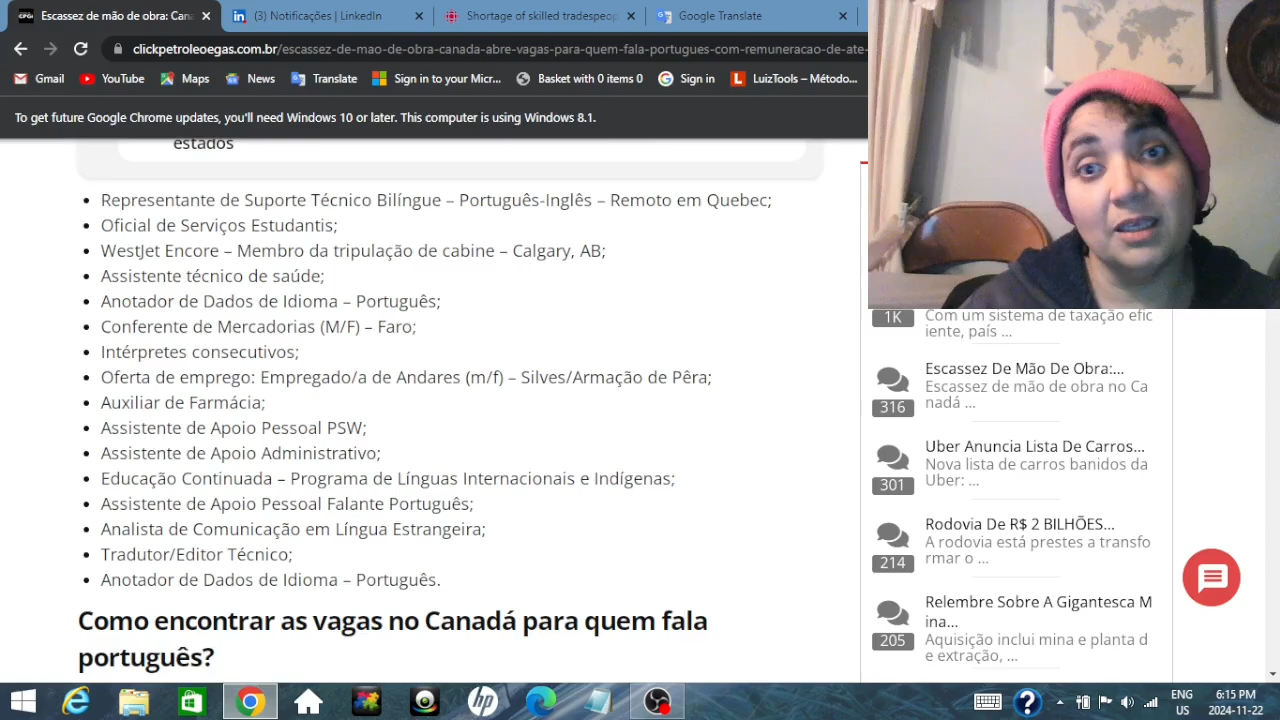 Escassez de mão de obra: Can
(3) Notificações | LinkedIn
Shortage of skilled tradespeop
Google Translate
clickpetroleoegas.com.br/escassez-de-mao-de-obra-canada-abre-vagas-para-quem-fala-portugues-com-remuneracao-de-ate
Gmail
YouTube
Maps
News
Translate
Sign in to your Micr...
Basket with 0 items 0
Sign in
LuizTools – Método...
To get future Google Chrome updates, you'll need Windows 10 or later. This computer is using Windows 8.1.
estados
Representante de Suporte Técnico Bilíngue – Português-Inglês – Remoto em Quebec;
Oficial de Serviços Estudantis;
WestJet Encore – Membro da tripulação de cabine – Calgary, AB;
Assistente técnico de saúde;
Anotador de Dados de Idioma – Português;
Conferente de Mercadorias (M/F) – Faro;
Intérpretes consecutivos;
Oferta de emprego: Empregado/a de Andares (m/f) – Silves/Armação de Pêra;
Auxiliar de Farmácia;
Assistente de Apoio Pessoal PSW;
Assistente de Apoio Administrativo;
Educação Continuada – Programa de Línguas Internacionais e Indígenas;
Assistente de Apoio Pessoal Falante Português;
Analista de Comunicação em Língua Estrangeira;
Tradutor/Editor Técnico;
Anotador de Dados de Idioma – Português.
Como encontrar as vagas no Canadá para quem fala
português?
1K
Com um sistema de taxação efic
iente, país ...
Escassez De Mão De Obra:...
Escassez de mão de obra no Ca
nadá ...
316
Uber Anuncia Lista De Carros...
Nova lista de carros banidos da
Uber: ...
301
Rodovia De R$ 2 BILHÕES...
A rodovia está prestes a transfo
rmar o ...
214
Relembre Sobre A Gigantesca M
ina...
Aquisição inclui mina e planta d
e extração, ...
205
ENG
US
6:15 PM
2024-11-22